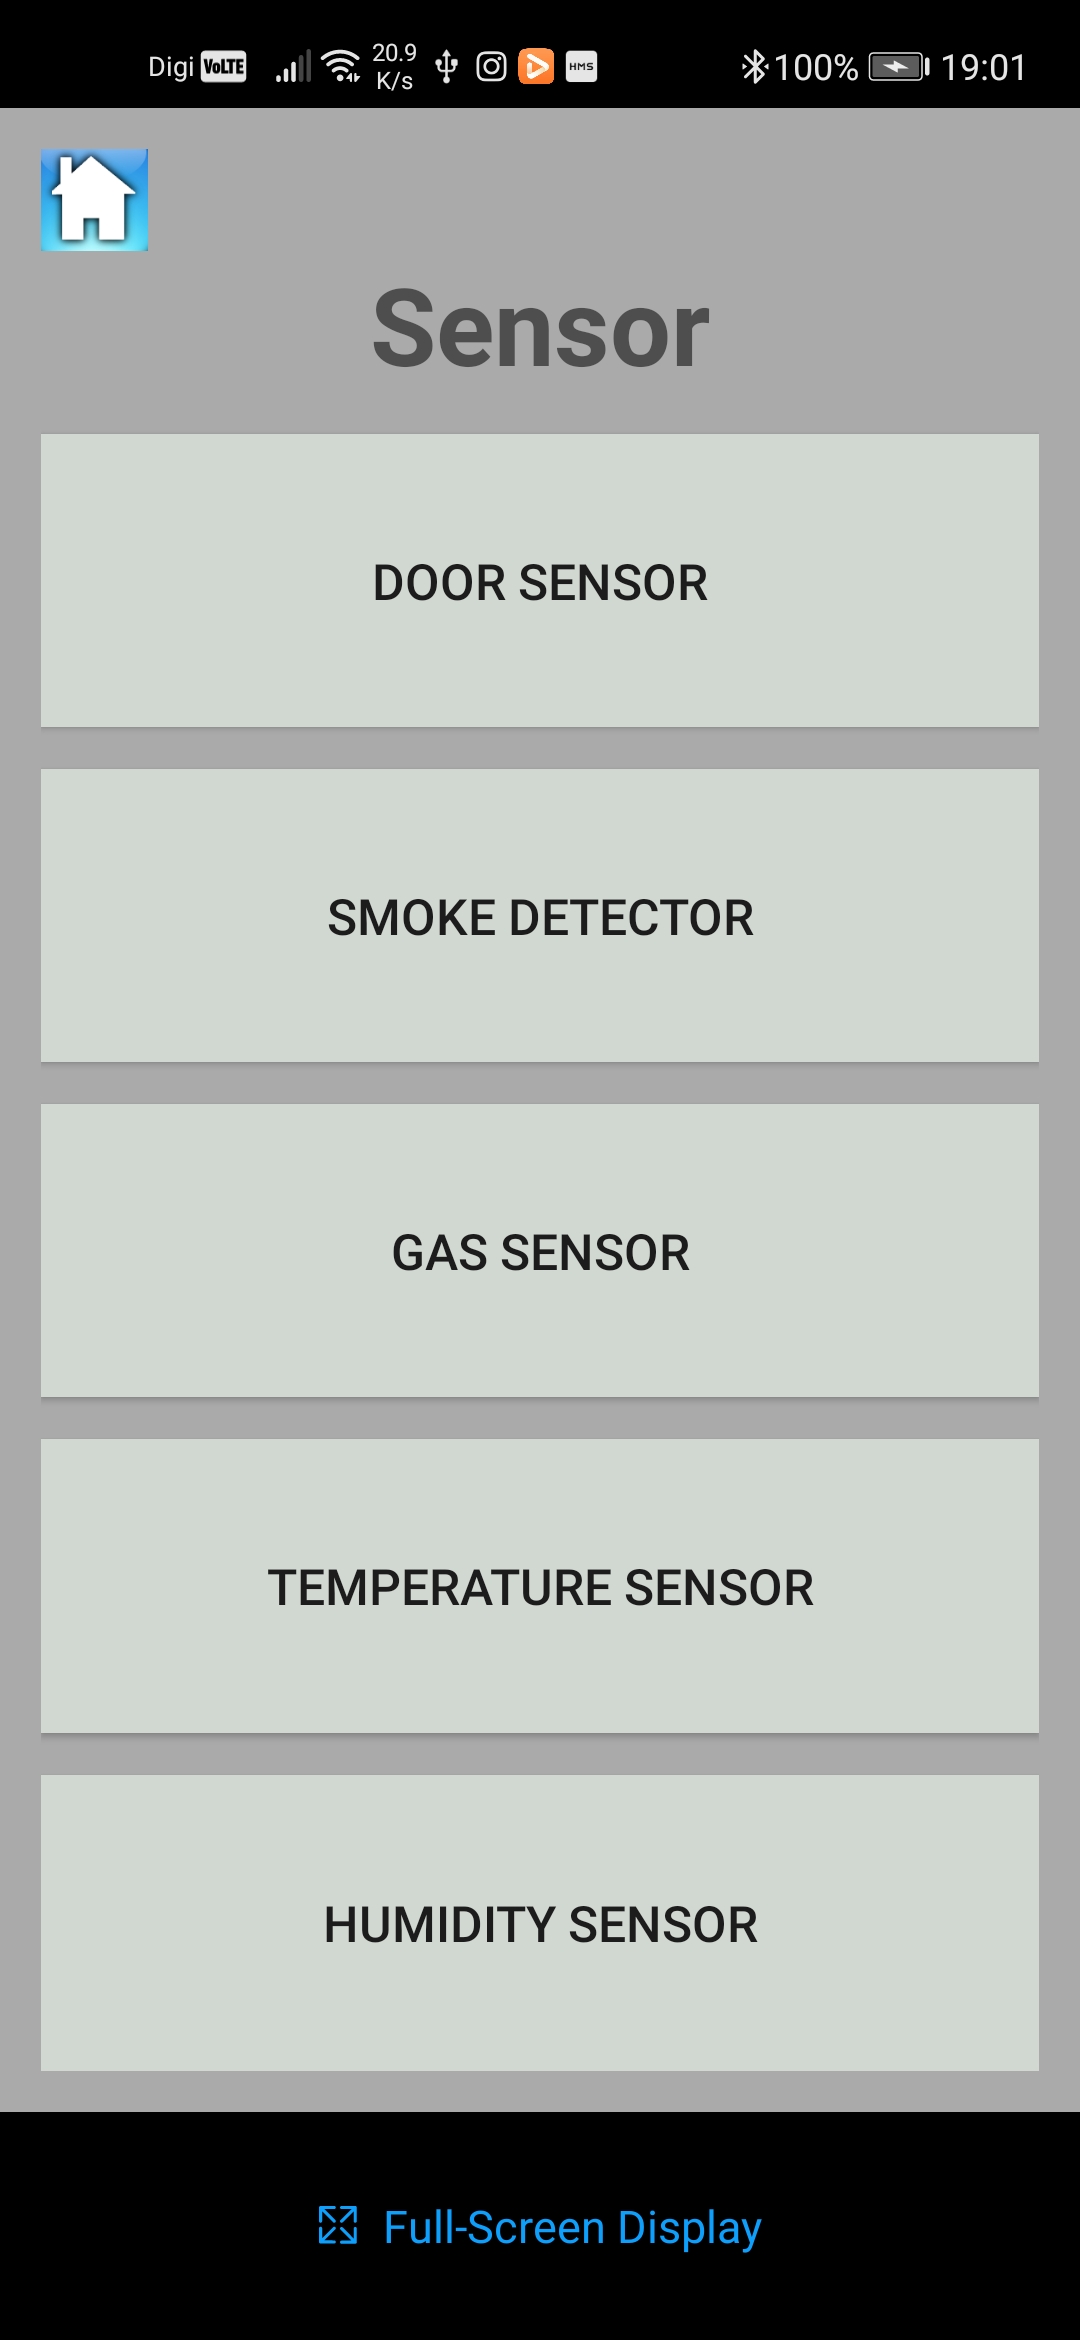 Digi VoLTE 20.9 K/s HMS 100% 19:01
Sensor
DOOR SENSOR
SMOKE DETECTOR
GAS SENSOR
TEMPERATURE SENSOR
HUMIDITY SENSOR
Full-Screen Display